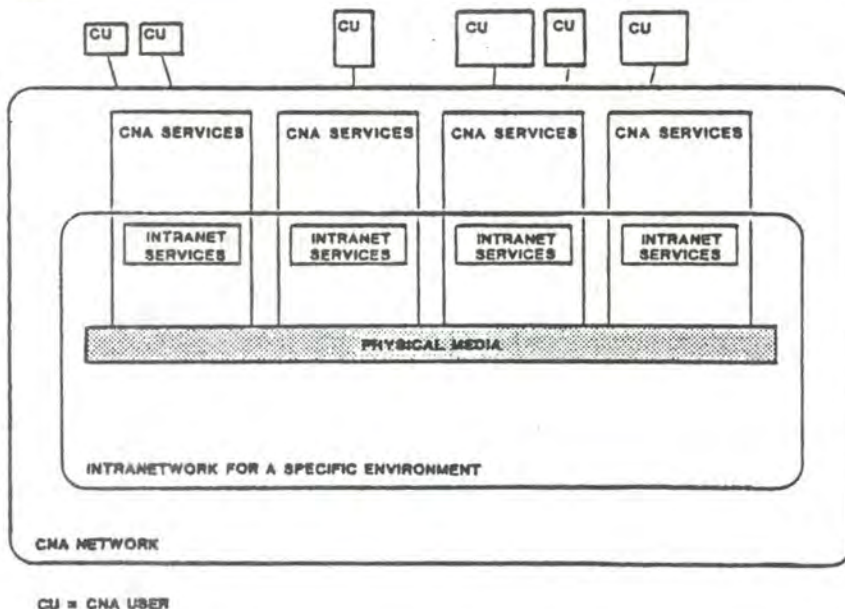 CU CU CU CU CU CU
CNA SERVICES CNA SERVICES CNA SERVICES CNA SERVICES
INTRANET SERVICES INTRANET SERVICES INTRANET SERVICES INTRANET SERVICES
PHYSICAL MEDIA
INTRANETWORK FOR A SPECIFIC ENVIRONMENT
CNA NETWORK
CU = CNA USER